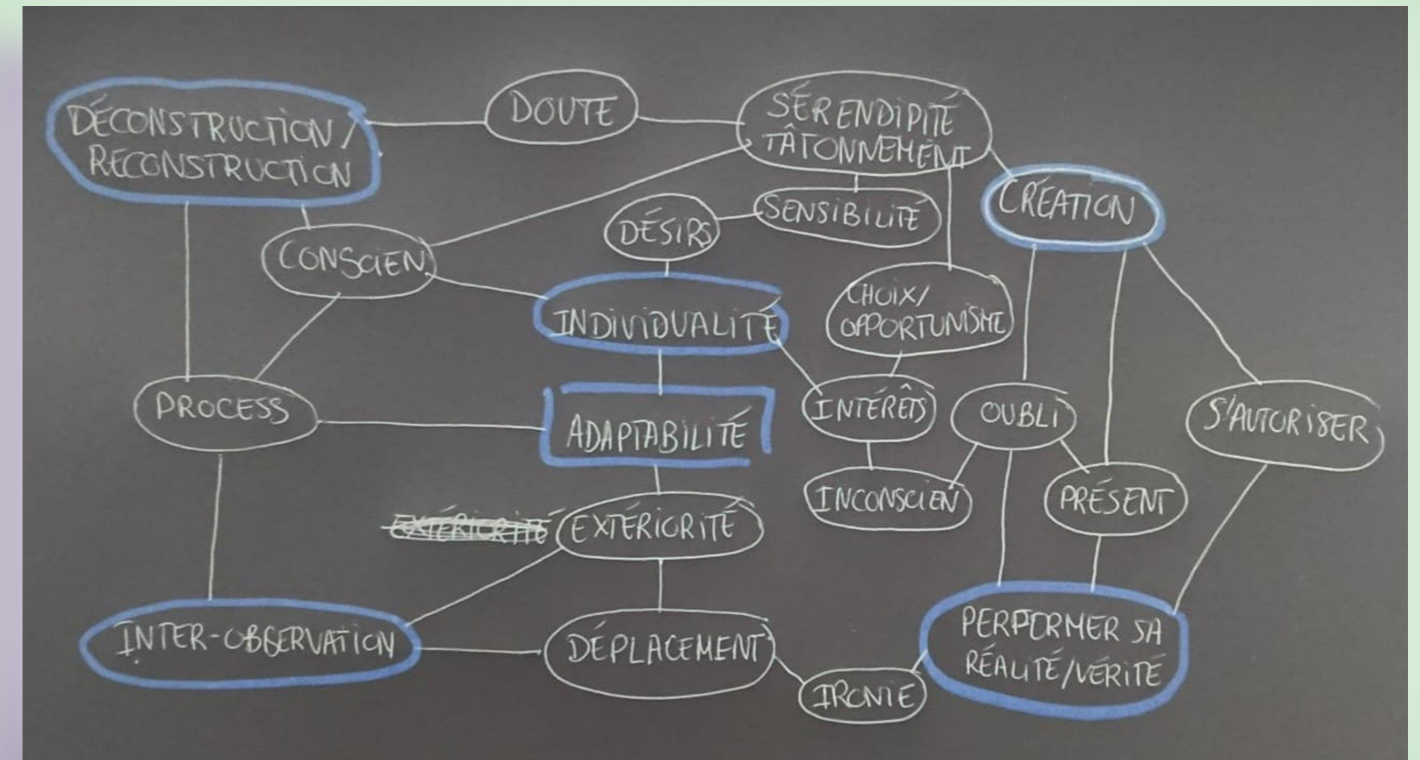 DOUTE
SÉRENDIPITÉ
TÂTONNEMENT
DÉCONSTRUCTION /
RECONSTRUCTION
CRÉATION
DÉSIRS
SENSIBILITÉ
CONSCIEN
INDIVIDUALITÉ
CHOIX/
OPPORTUNISME
PROCESS
ADAPTABILITÉ
INTÉRÊTS
OUBLI
S'AUTORISER
INCONSCIEN
PRÉSENT
EXTÉRIORITÉ
EXTÉRIORITÉ
INTER-OBSERVATION
DÉPLACEMENT
IRONIE
PERFORMER SA
RÉALITÉ/VÉRITÉ